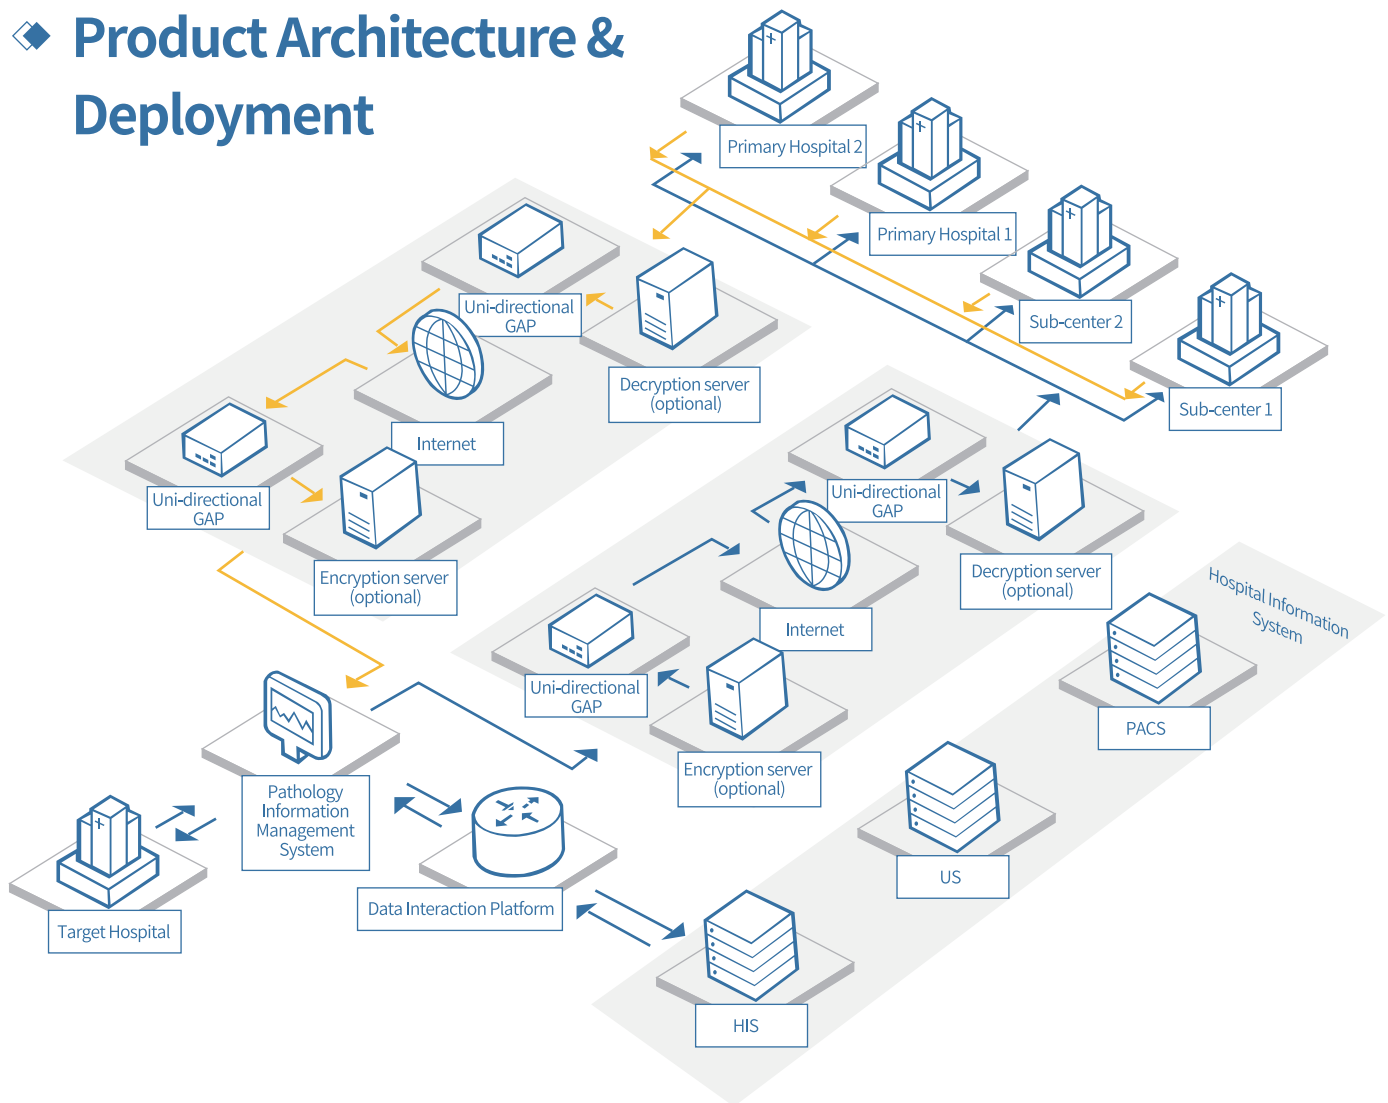 Product Architecture &
Deployment
Primary Hospital 2
Primary Hospital 1
Sub-center 2
Sub-center 1
Uni-directional
GAP
Decryption server
(optional)
Internet
Uni-directional
GAP
Encryption server
(optional)
Uni-directional
GAP
Decryption server
(optional)
Internet
Uni-directional
GAP
Encryption server
(optional)
Hospital Information
System
PACS
US
HIS
Pathology
Information
Management
System
Data Interaction Platform
Target Hospital